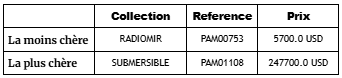 Collection Reference Prix
La moins chère RADIOMIR PAM00753 5700.0 USD
La plus chère SUBMERSIBLE PAM01108 247700.0 USD